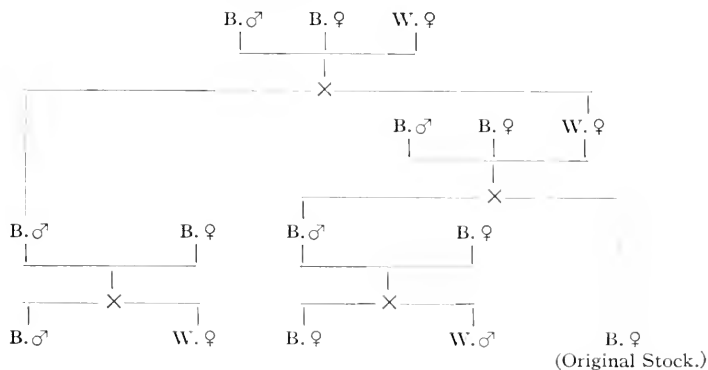 B. ♂ B. ♀ W. ♀
×
B. ♂ B. ♀ W. ♀
×
B. ♂ B. ♀ B. ♂ B. ♀
× ×
B. ♂ W. ♀ B. ♀ W. ♂ B. ♀
(Original Stock.)